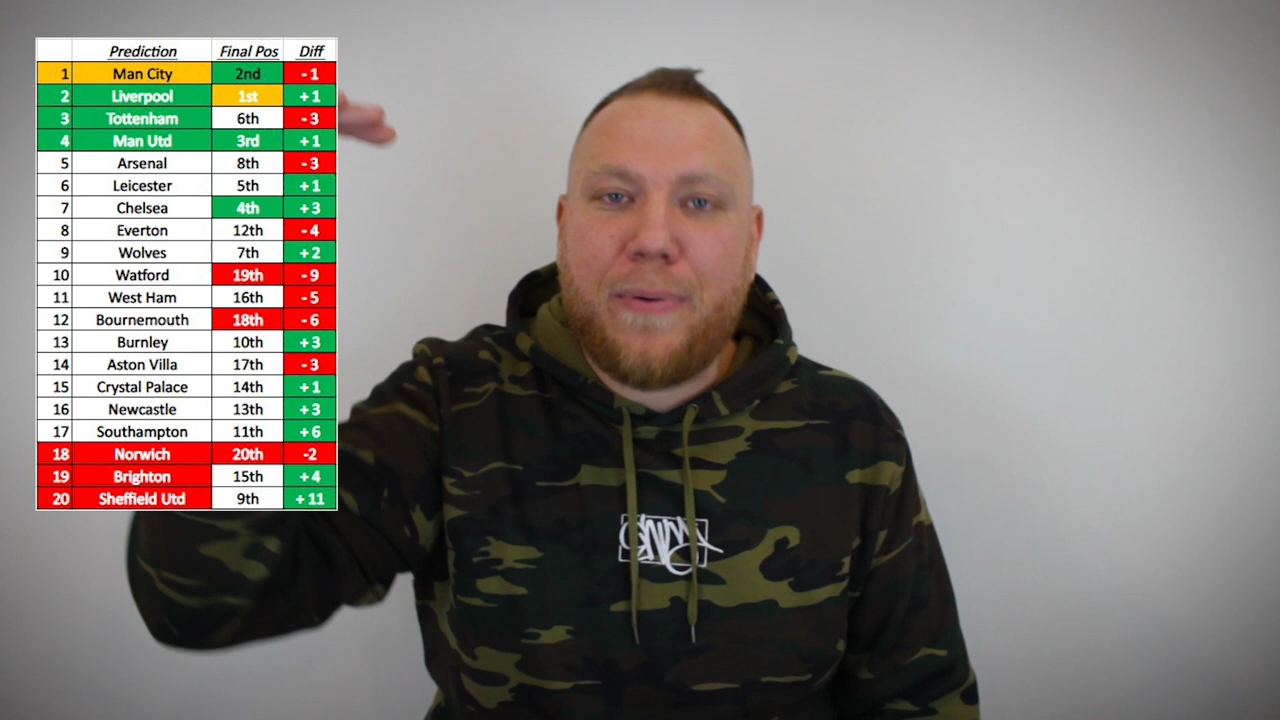 Prediction Final Pos Diff
1 Man City 2nd - 1
2 Liverpool 1st + 1
3 Tottenham 6th - 3
4 Man Utd 3rd + 1
5 Arsenal 8th - 3
6 Leicester 5th + 1
7 Chelsea 4th + 3
8 Everton 12th - 4
9 Wolves 7th + 2
10 Watford 19th - 9
11 West Ham 16th - 5
12 Bournemouth 18th - 6
13 Burnley 10th + 3
14 Aston Villa 17th - 3
15 Crystal Palace 14th + 1
16 Newcastle 13th + 3
17 Southampton 11th + 6
18 Norwich 20th -2
19 Brighton 15th + 4
20 Sheffield Utd 9th + 11